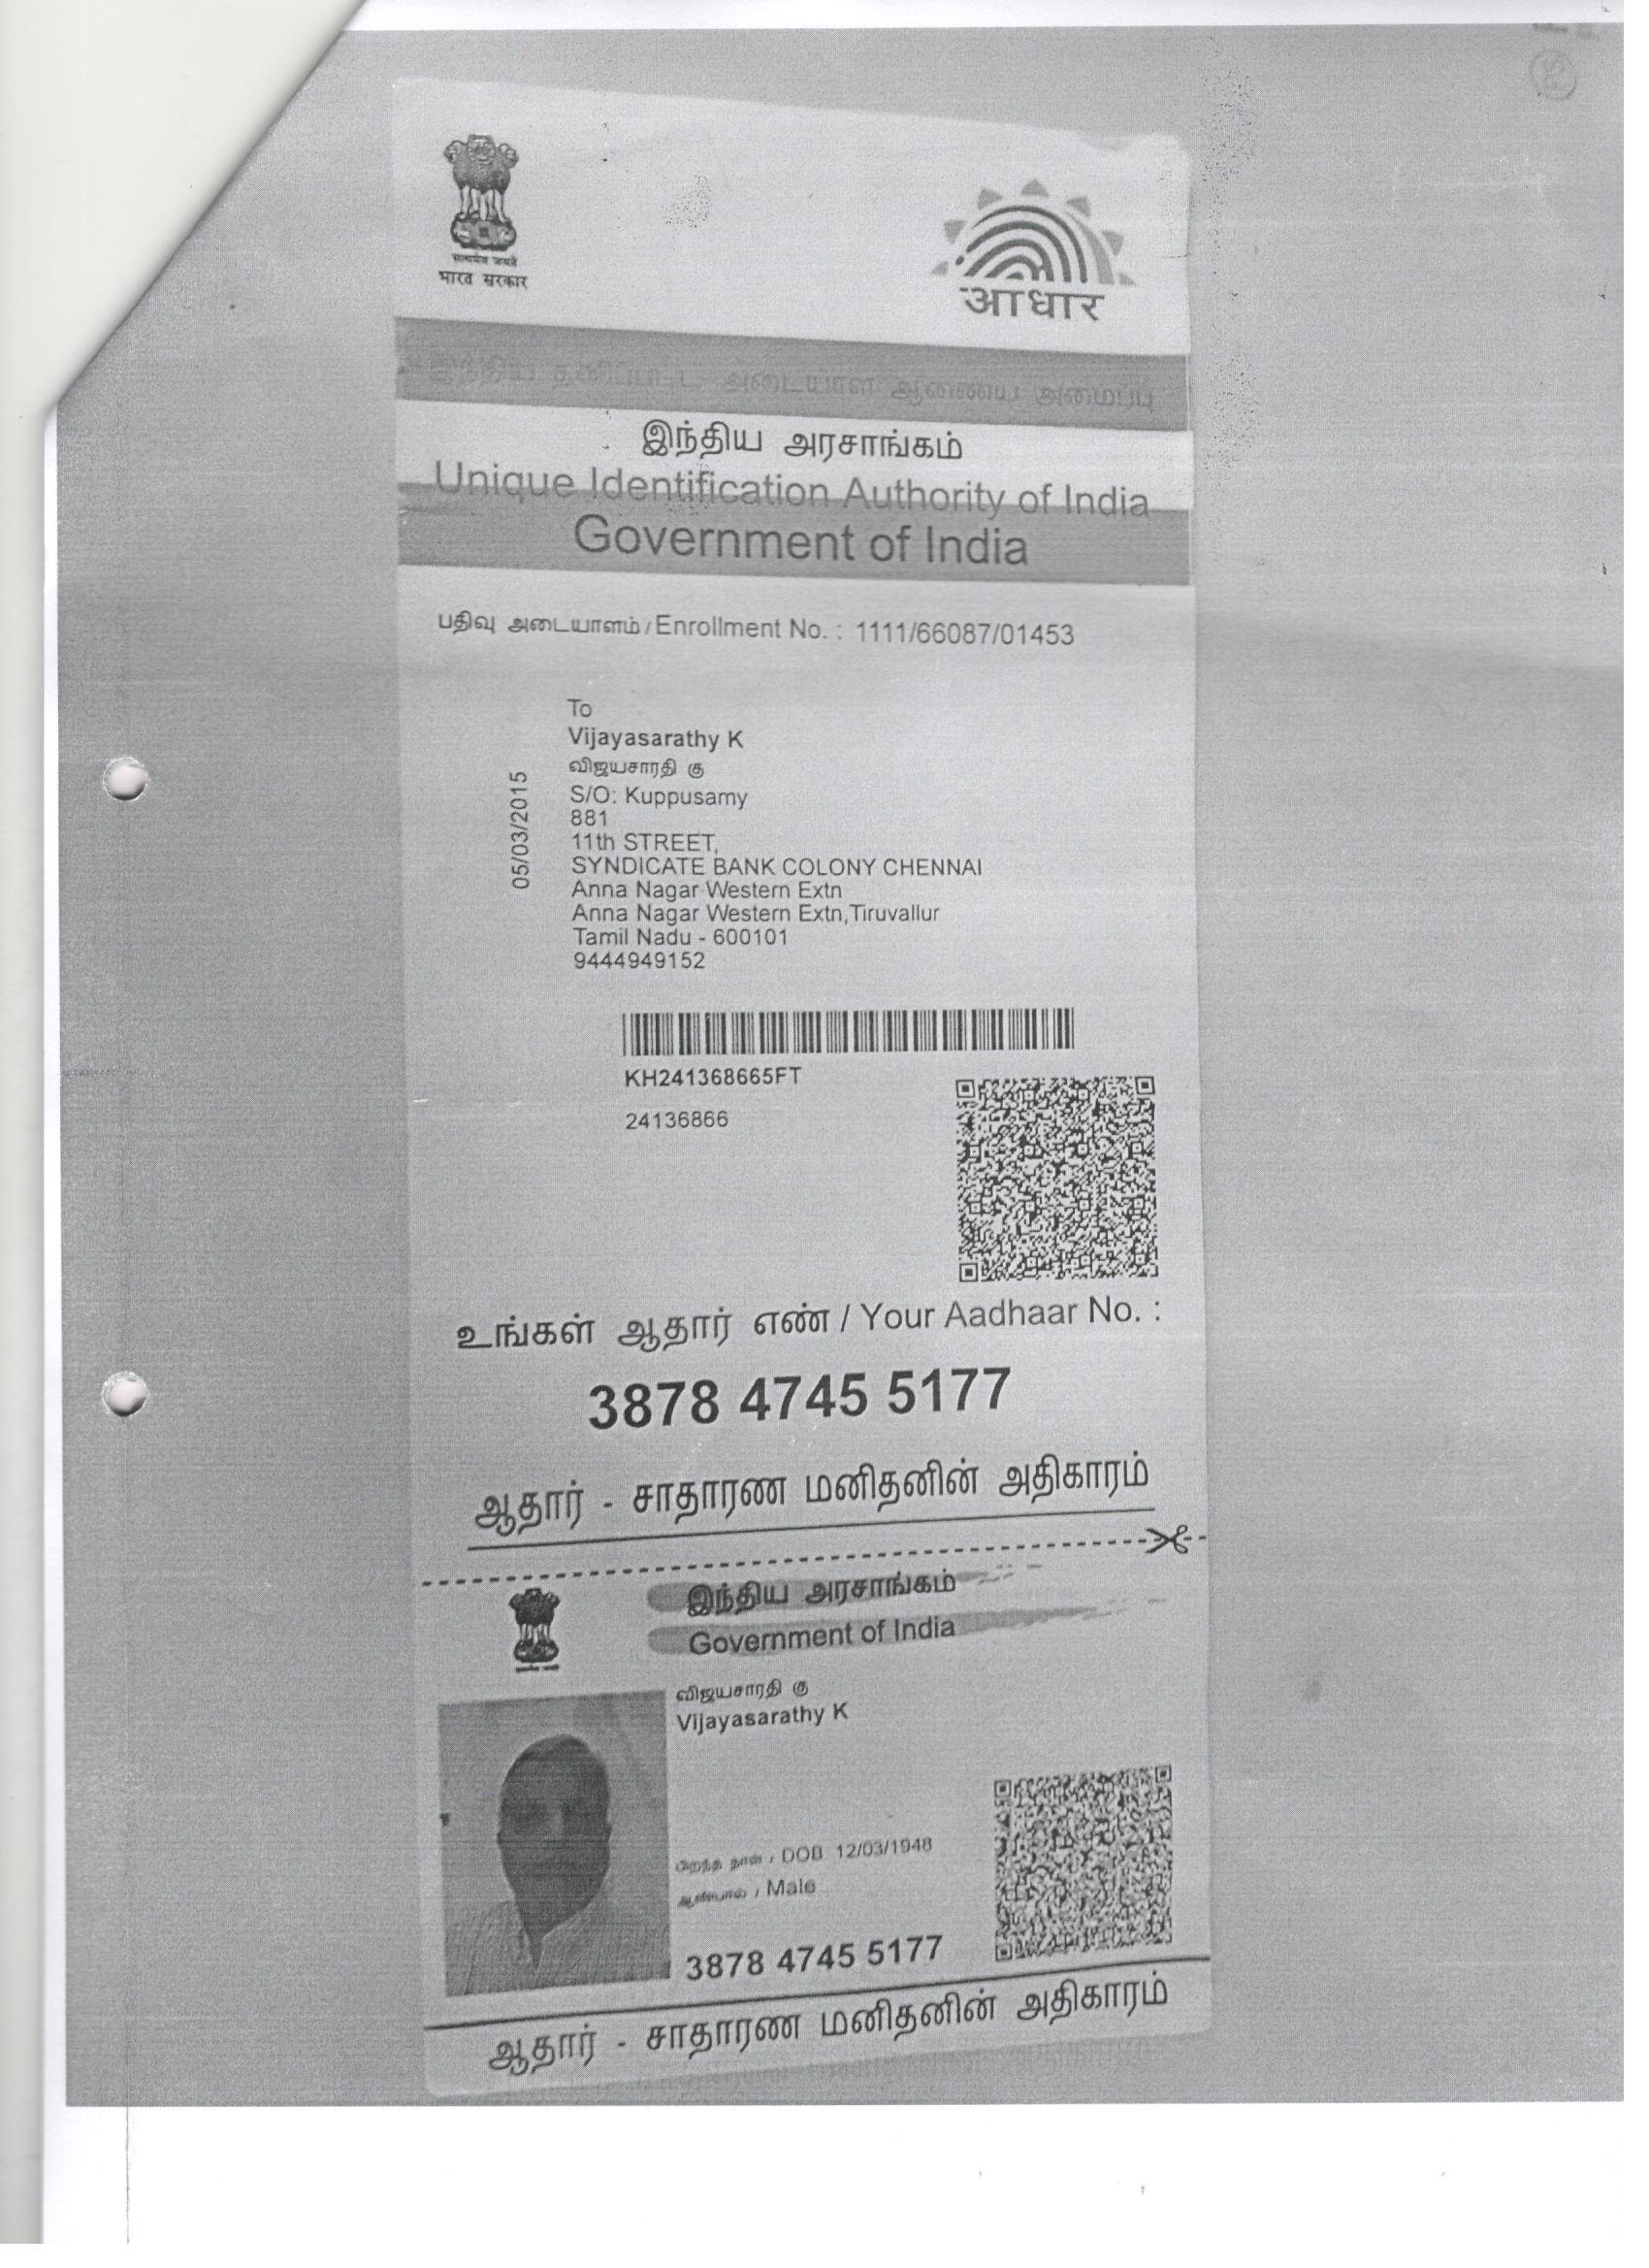 सत्यमेव जयते
भारत सरकार
आधार
இந்திய அடையாள ஆணைய அமைப்பு
இந்திய அரசாங்கம்
Unique Identification Authority of India
Government of India
பதிவு அடையாளம் / Enrollment No. : 1111/66087/01453
05/03/2015
To
Vijayasarathy K
விஜயசாரதி கு
S/O: Kuppusamy
881
11th STREET,
SYNDICATE BANK COLONY CHENNAI
Anna Nagar Western Extn
Anna Nagar Western Extn,Tiruvallur
Tamil Nadu - 600101
9444949152
KH241368665FT
24136866
உங்கள் ஆதார் எண் / Your Aadhaar No. :
3878 4745 5177
ஆதார் - சாதாரண மனிதனின் அதிகாரம்
இந்திய அரசாங்கம்
Government of India
விஜயசாரதி கு
Vijayasarathy K
பிறந்த நாள் / DOB 12/03/1948
ஆண்பால் / Male
3878 4745 5177
ஆதார் - சாதாரண மனிதனின் அதிகாரம்